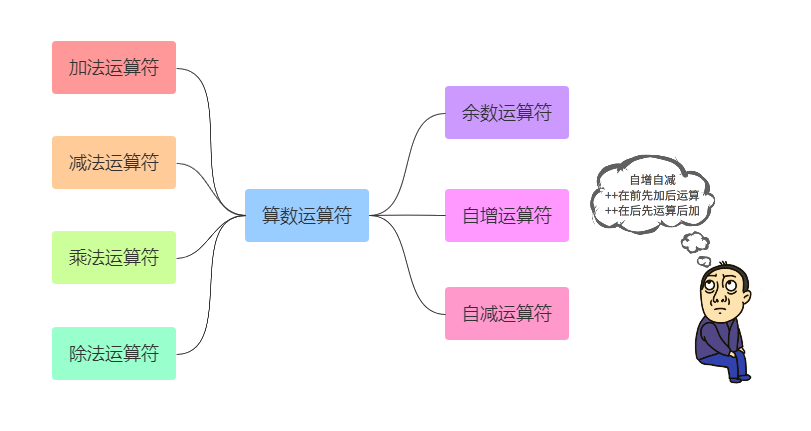 加法运算符
减法运算符
乘法运算符
除法运算符
算数运算符
余数运算符
自增运算符
自减运算符
自增自减
++在前先加后运算
++在后先运算后加